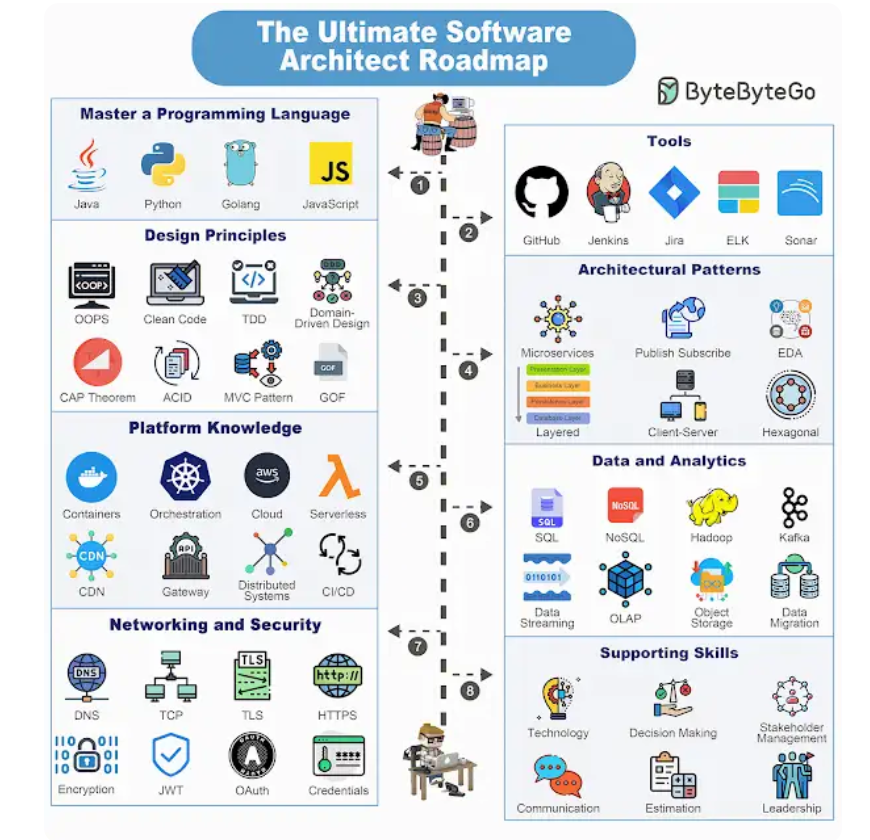 The Ultimate Software
Architect Roadmap
ByteByteGo
Master a Programming Language
Java
Python
Golang
JS
JavaScript
1
Tools
GitHub
Jenkins
Jira
ELK
Sonar
2
Design Principles
<OOP>
OOPS
Clean Code
</>
TDD
DDD
Domain-
Driven Design
CAP Theorem
ACID
MVC Pattern
GOF
GOF
3
Architectural Patterns
Microservices
Publish Subscribe
EDA
Presentation Layer
Business Layer
Persistence Layer
Database Layer
Layered
Client-Server
Hexagonal
4
Platform Knowledge
Containers
Orchestration
aws
Cloud
Serverless
CDN
CDN
API
Gateway
Distributed
Systems
CI/CD
5
Data and Analytics
SQL
SQL
NoSQL
NoSQL
Hadoop
Kafka
0110101
Data
Streaming
OLAP
Object
Storage
Data
Migration
6
Networking and Security
DNS
DNS
TCP
TLS
TLS
http://
HTTPS
Encryption
JWT
OAUTH
OAuth
Credentials
7
Supporting Skills
Technology
Decision Making
Stakeholder
Management
Communication
Estimation
Leadership
8